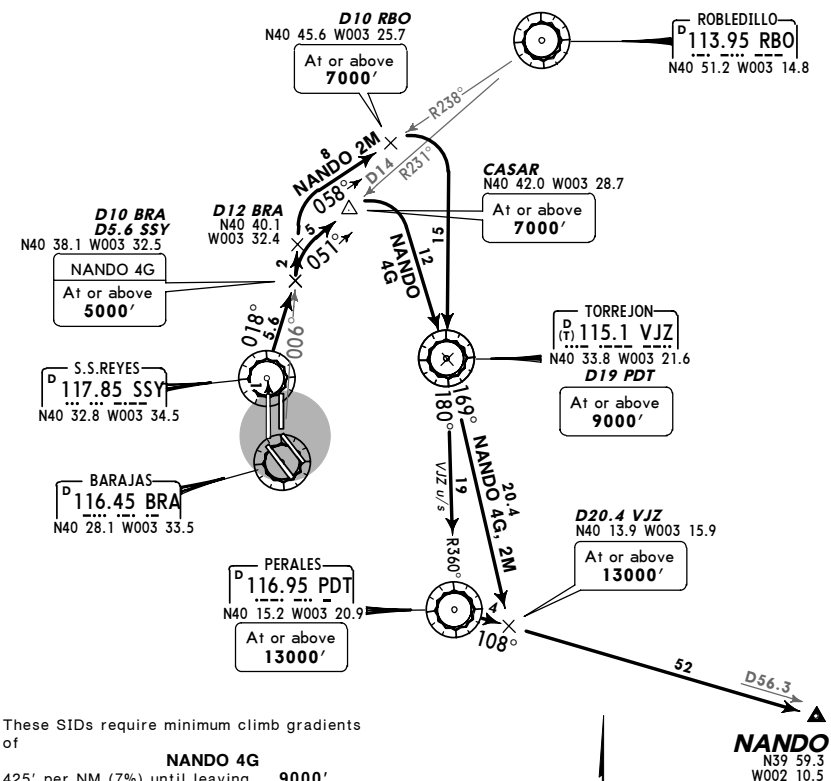 D10 RBO
N40 45.6 W003 25.7
At or above
7000'
ROBLEDILLO
D 113.95 RBO
N40 51.2 W003 14.8
R238°
R231°
D14
8
NANDO 2M
058°
CASAR
N40 42.0 W003 28.7
At or above
7000'
D10 BRA
D5.6 SSY
N40 38.1 W003 32.5
NANDO 4G
At or above
5000'
D12 BRA
N40 40.1
W003 32.4
5
051°
2
15
12
NANDO
4G
018°
5.6
006°
TORREJON
D
(T) 115.1 VJZ
N40 33.8 W003 21.6
D19 PDT
At or above
9000'
S.S.REYES
D 117.85 SSY
N40 32.8 W003 34.5
1
BARAJAS
D 116.45 BRA
N40 28.1 W003 33.5
180°
169°
VJZ u/s
19
R360°
20.4
NANDO 4G, 2M
D20.4 VJZ
N40 13.9 W003 15.9
At or above
13000'
PERALES
D 116.95 PDT
N40 15.2 W003 20.9
At or above
13000'
4
108°
52
D56.3
NANDO
N39 59.3
W002 10.5
These SIDs require minimum climb gradients
of
NANDO 4G
425' per NM (7%) until leaving 9000'